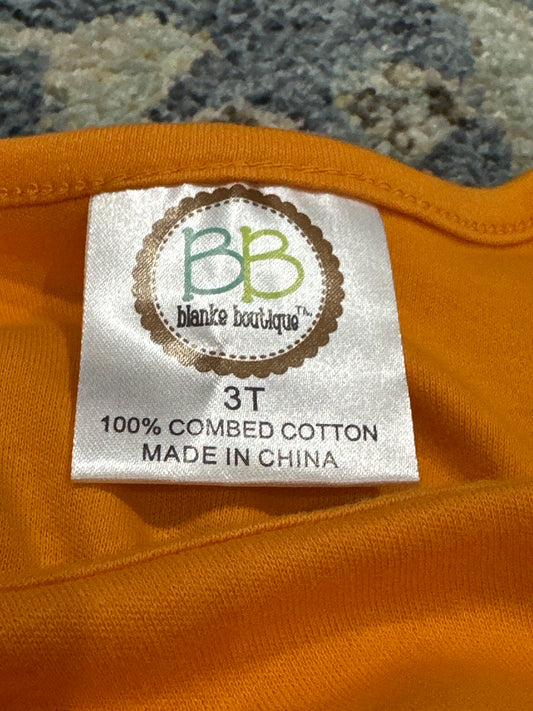 BB
blanke boutique™
3T
100% COMBED COTTON
MADE IN CHINA